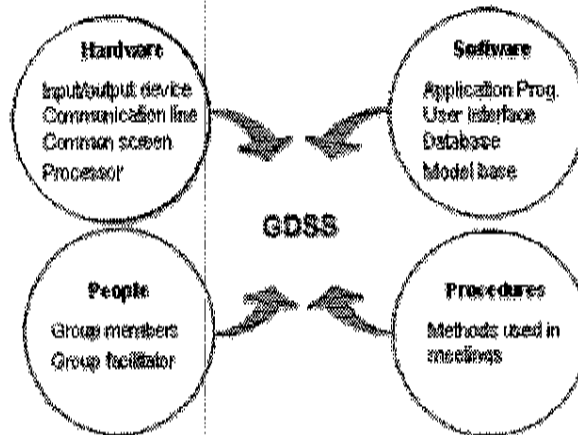 Hardware
Input/output device
Communication line
Common screen
Processor
Software
Application Prog.
User Interface
Database
Model base
GDSS
People
Group members
Group facilitator
Procedures
Methods used in
meetings